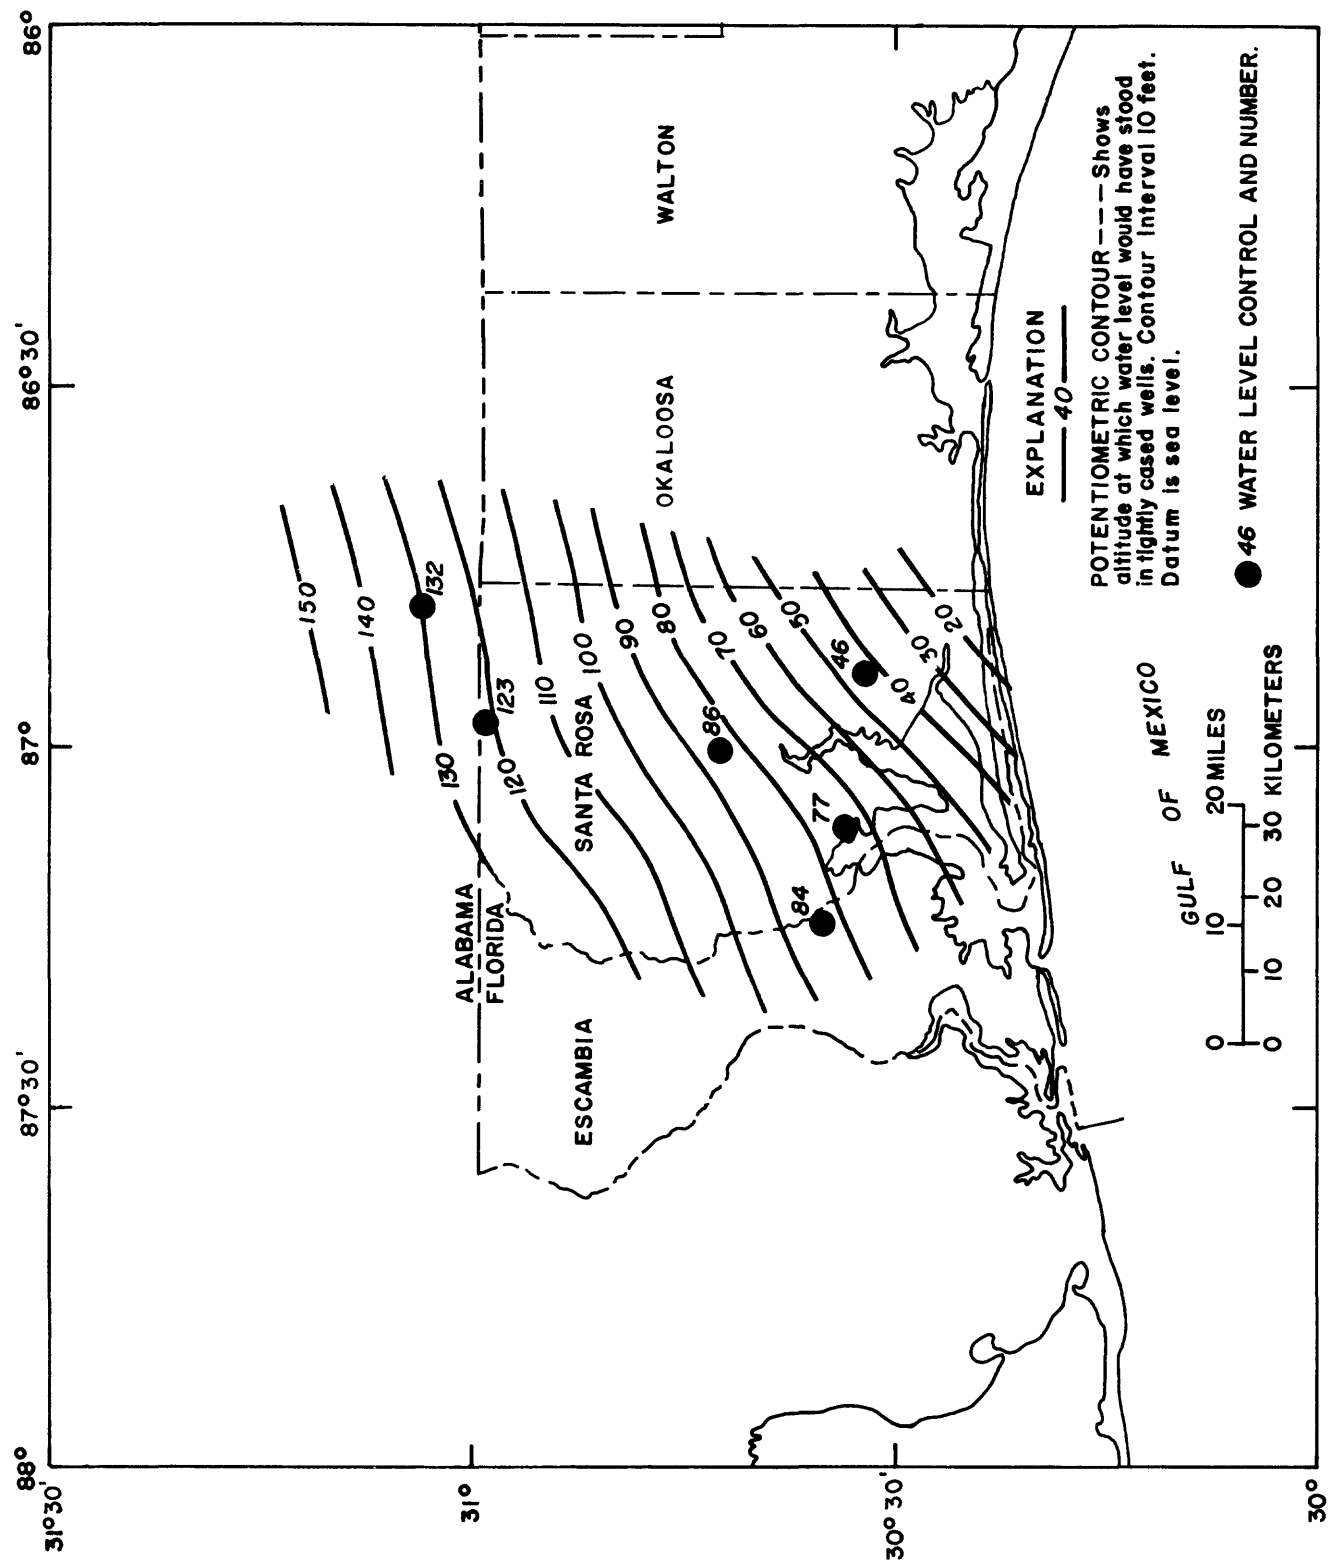 88°
87°30'
87°
86°30'
86°
31°30'
31°
30°30'
30°
150
140
130
132
120
123
110
100
90
80
70
60
50
40
30
20
86
84
77
46
ALABAMA
FLORIDA
ESCAMBIA
SANTA ROSA
OKALOOSA
WALTON
GULF OF MEXICO
0 10 20 MILES
0 10 20 30 KILOMETERS
EXPLANATION
40
POTENTIOMETRIC CONTOUR---Shows
altitude at which water level would have stood
in tightly cased wells. Contour Interval 10 feet.
Datum is sea level.
46 WATER LEVEL CONTROL AND NUMBER.